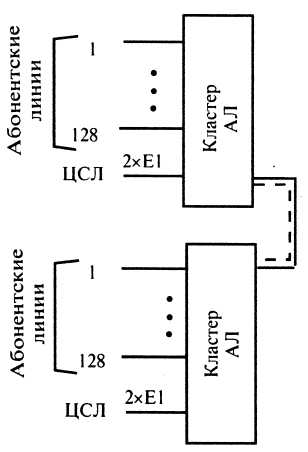 Абонентские
линии
1
128
ЦСЛ 2×E1
Кластер
АЛ
Абонентские
линии
1
128
ЦСЛ 2×E1
Кластер
АЛ